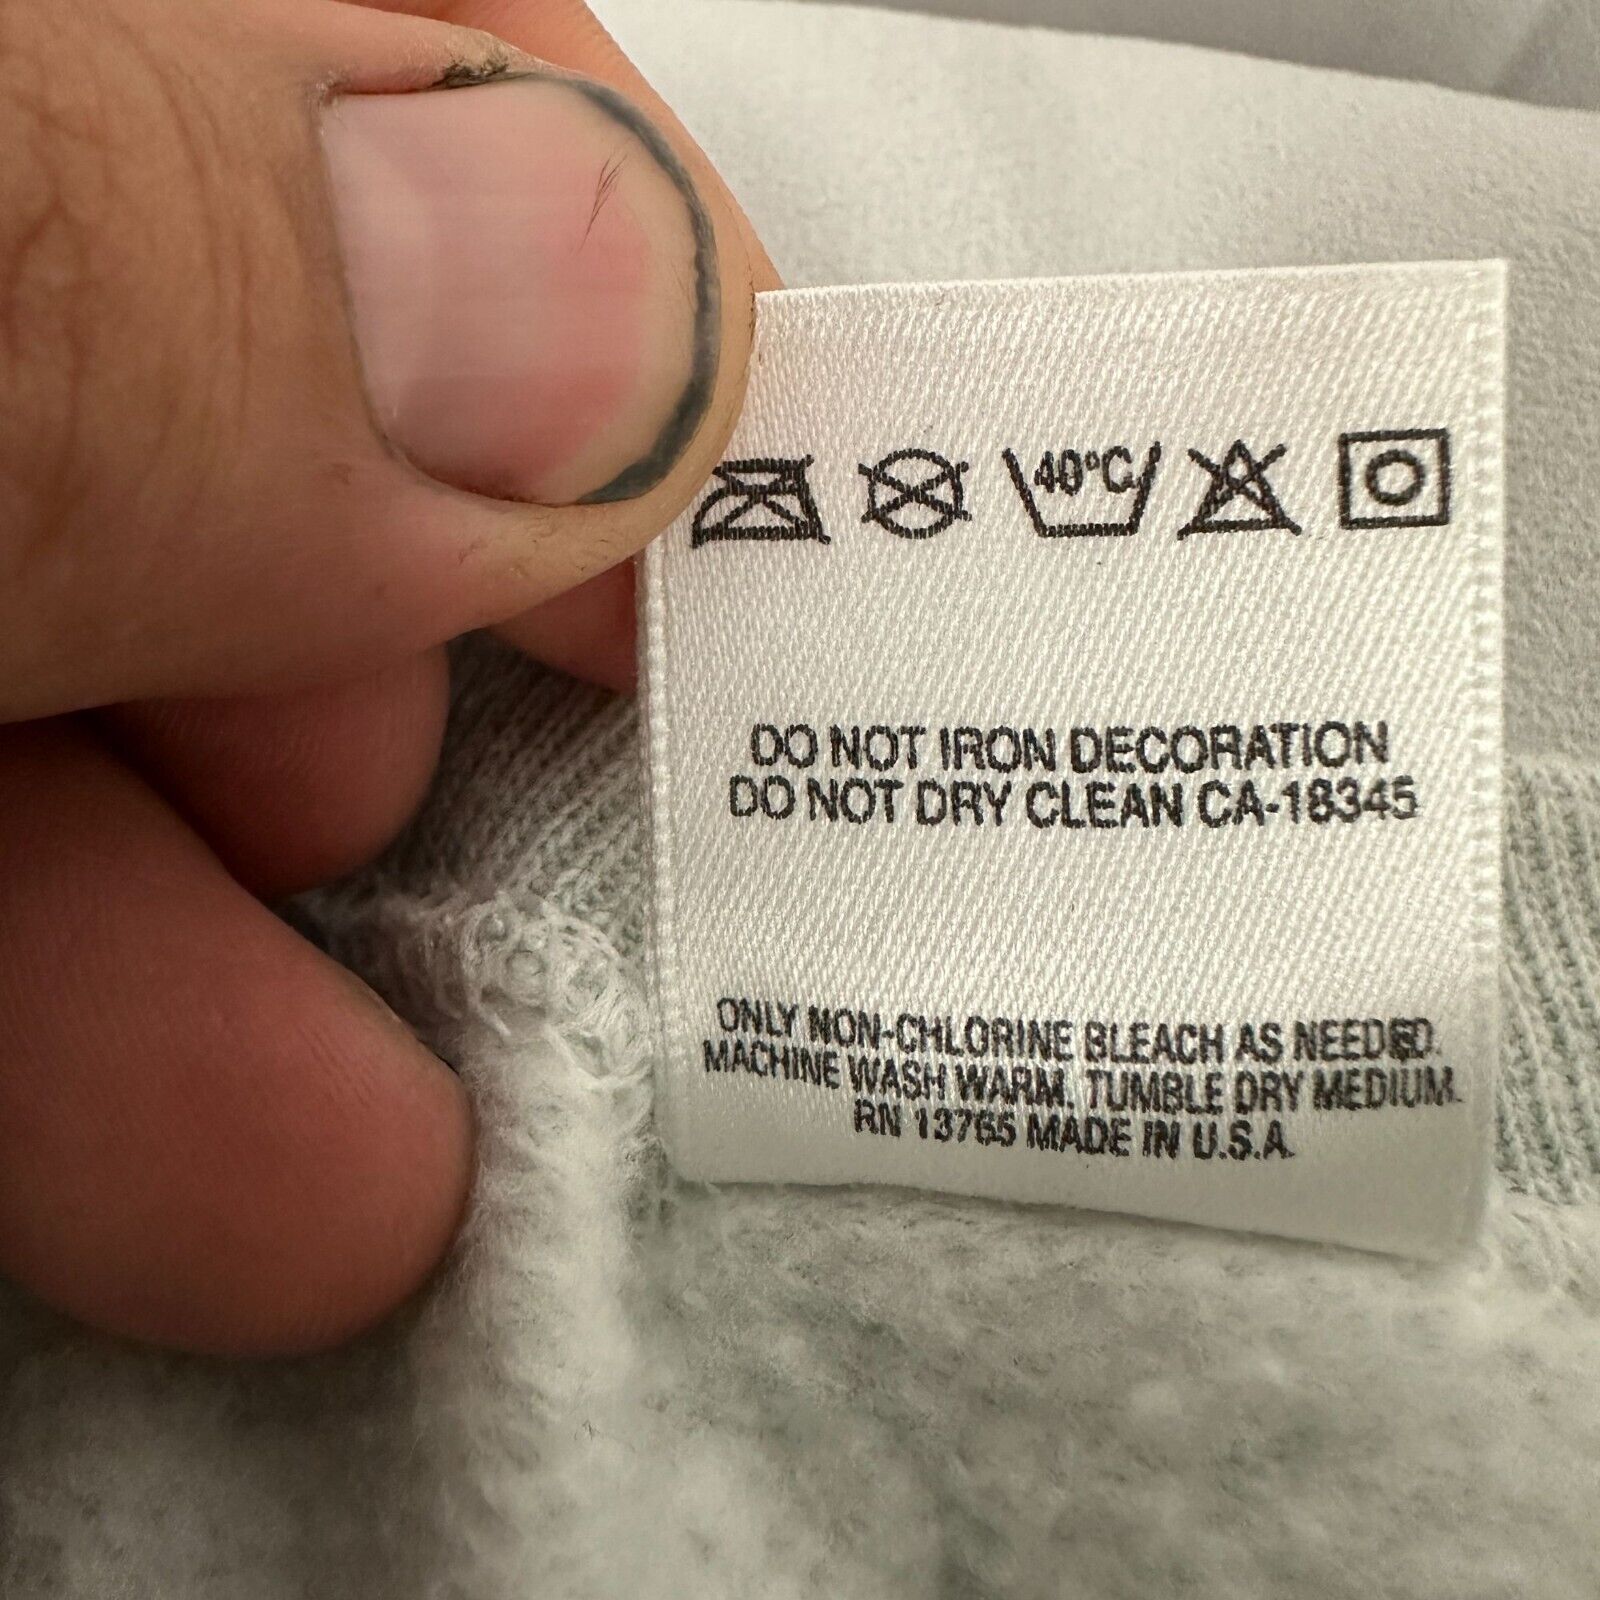 40°C
DO NOT IRON DECORATION
DO NOT DRY CLEAN CA-18345
ONLY NON-CHLORINE BLEACH AS NEEDED.
MACHINE WASH WARM. TUMBLE DRY MEDIUM.
RN 13765 MADE IN U.S.A.